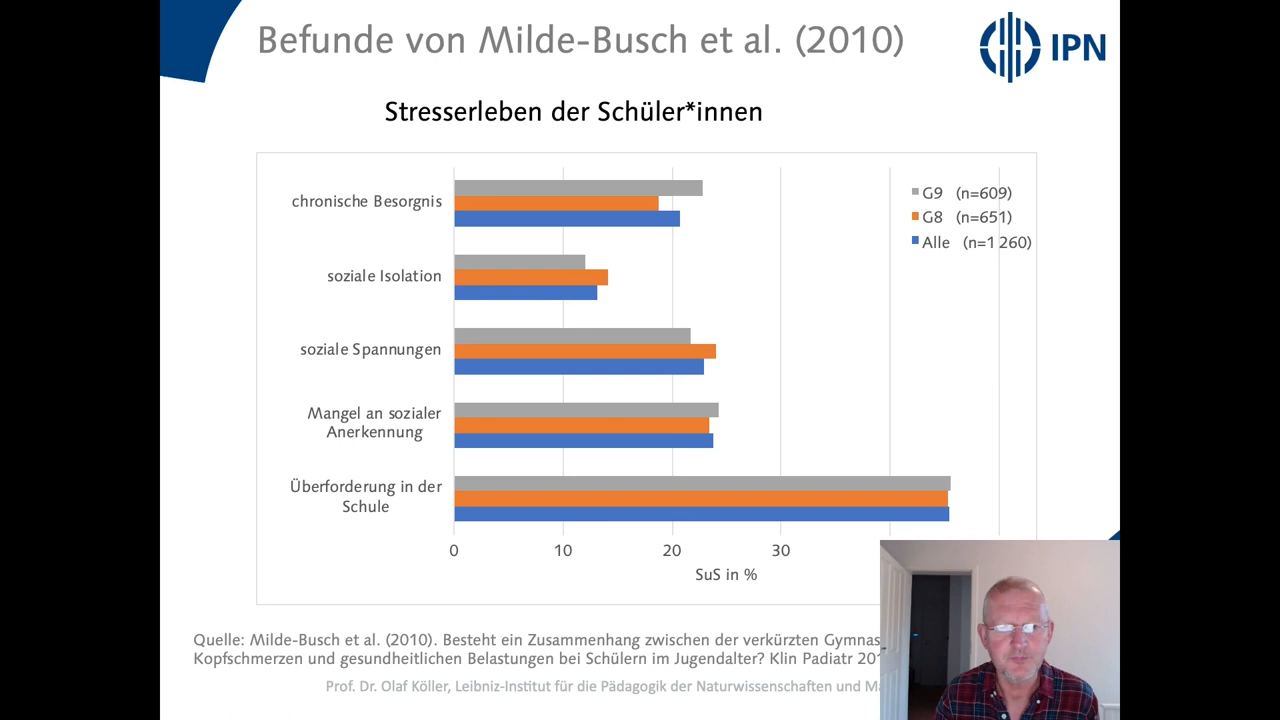 Befunde von Milde-Busch et al. (2010)
IPN
Stresserleben der Schüler*innen
G9 (n=609)
G8 (n=651)
Alle (n=1 260)
chronische Besorgnis
soziale Isolation
soziale Spannungen
Mangel an sozialer
Anerkennung
Überforderung in der
Schule
0 10 20 30
SuS in %
Quelle: Milde-Busch et al. (2010). Besteht ein Zusammenhang zwischen der verkürzten
Kopfschmerzen und gesundheitlichen Belastungen bei Schülern im Jugendalter? Klin Padiatr
Prof. Dr. Olaf Köller, Leibniz-Institut für die Pädagogik der Naturwissenschaften und